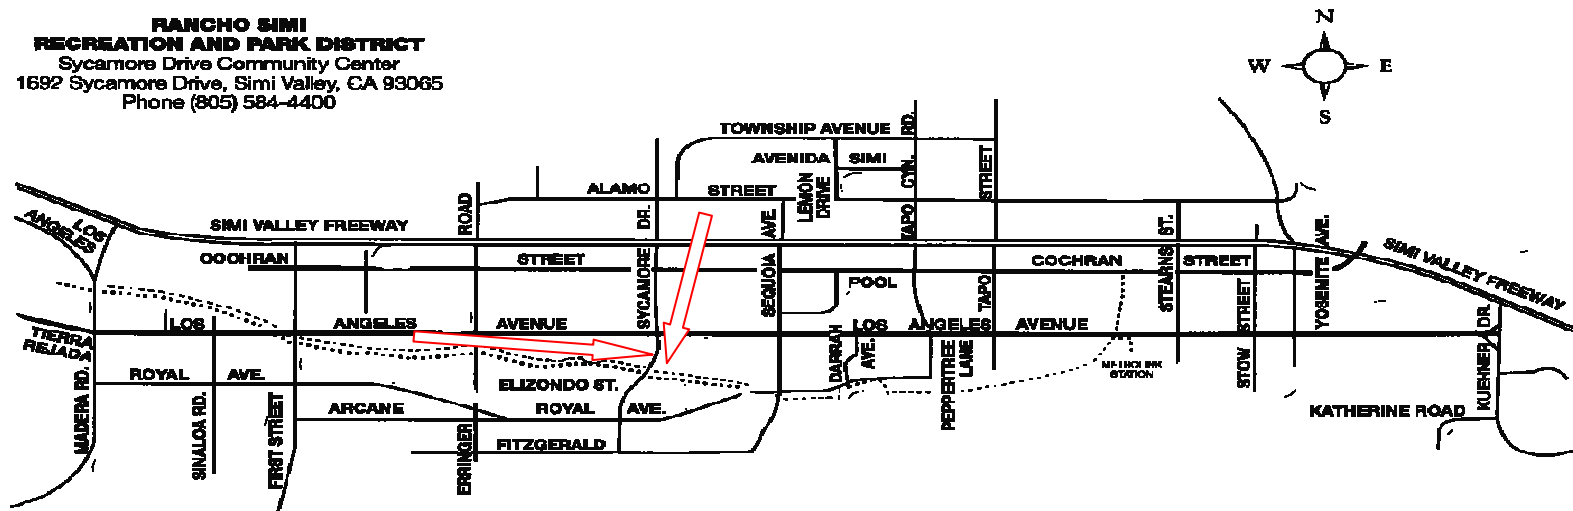 RANCHO SIMI
RECREATION AND PARK DISTRICT
Sycamore Drive Community Center
1692 Sycamore Drive, Simi Valley, CA 93065
Phone (805) 584-4400
N
W E
S
TOWNSHIP AVENUE
AVENIDA SIMI
ALAMO STREET
LEMON
DRIVE
TAPO CYN. RD.
STREET
LOS
ANGELES
SIMI VALLEY FREEWAY
ROAD
DR.
AVE.
ST.
YOSEMITE AVE.
SIMI VALLEY FREEWAY
COCHRAN STREET
COCHRAN STREET
SYCAMORE
SEQUOIA
POOL
TAPO
STEARNS
STREET
LOS ANGELES AVENUE
LOS ANGELES AVENUE
TIERRA
REJADA
DARRAH
AVE.
PEPPERTREE
LANE
METROLINK
STATION
STOW
KUEHNER DR.
MADERA RD.
ROYAL AVE.
SINALOA RD.
FIRST STREET
ELIZONDO ST.
ARCANE ROYAL AVE.
ERRINGER
FITZGERALD
KATHERINE ROAD